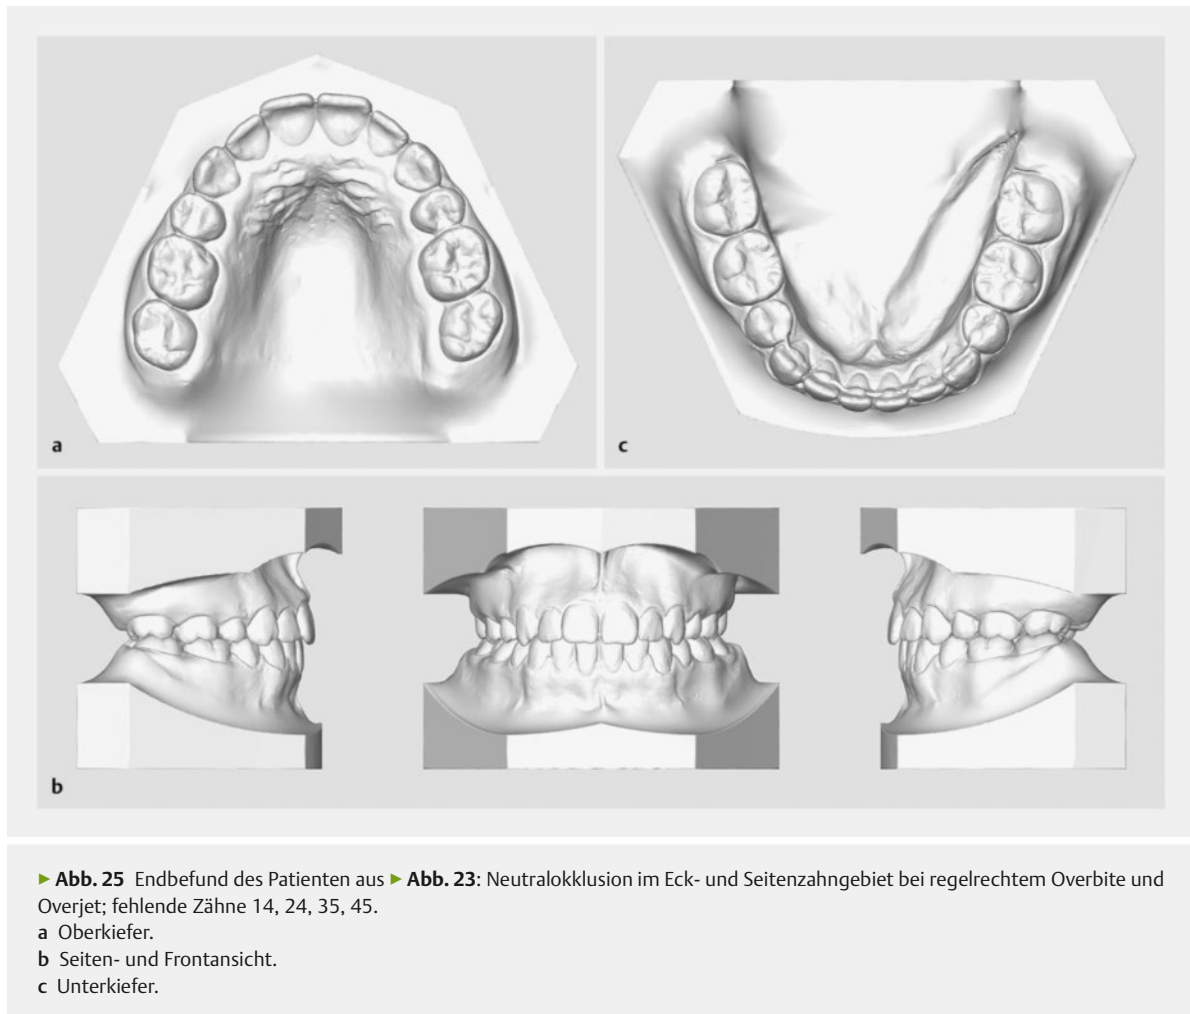 a
c
b
▶ Abb. 25 Endbefund des Patienten aus ▶ Abb. 23: Neutralokklusion im Eck- und Seitenzahngebiet bei regelrechtem Overbite und
Overjet; fehlende Zähne 14, 24, 35, 45.
a Oberkiefer.
b Seiten- und Frontansicht.
c Unterkiefer.